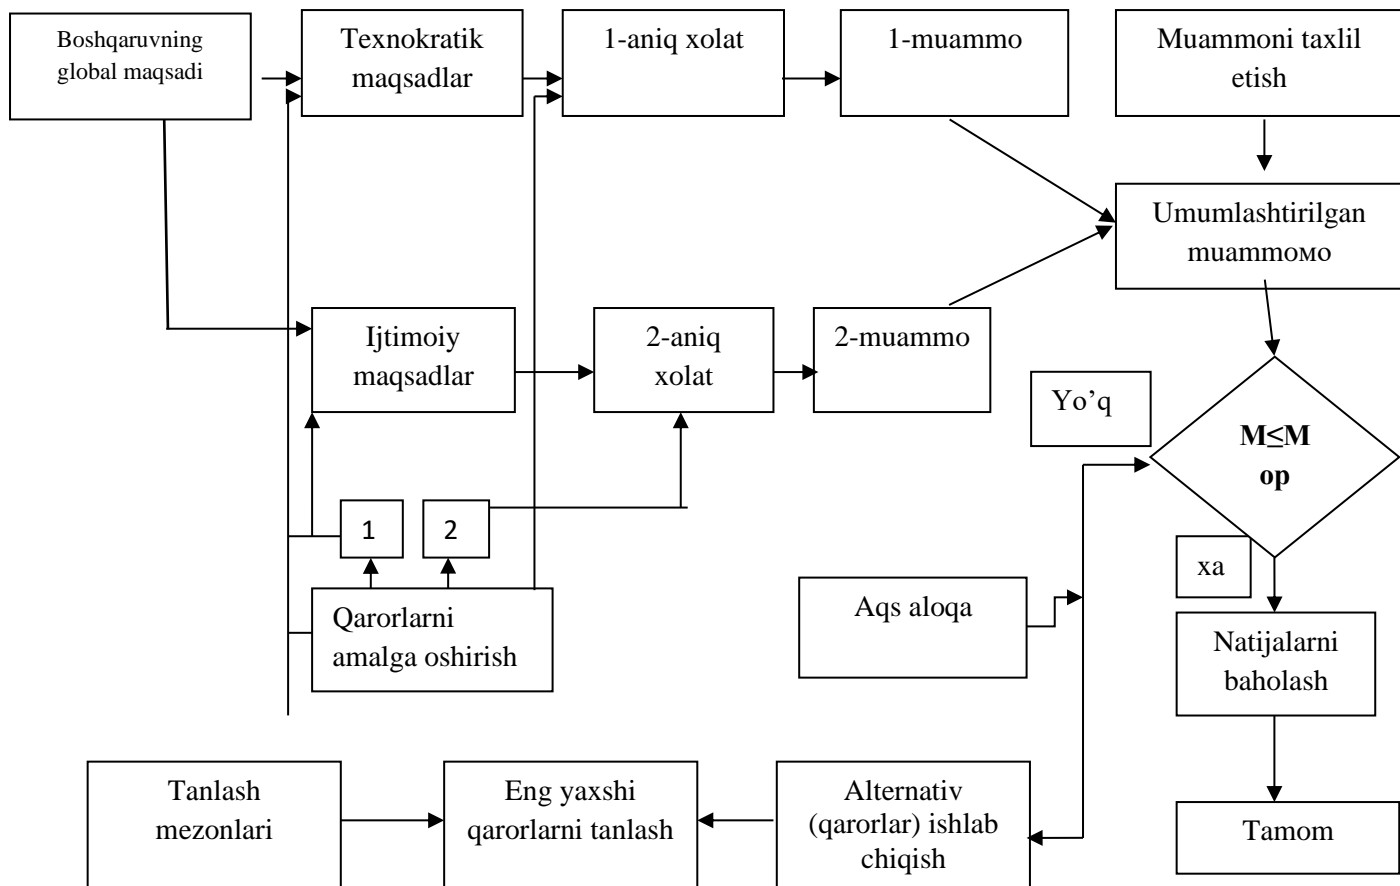 Boshqaruvning
global maqsadi
Texnokratik
maqsadlar
1-aniq xolat
1-muammo
Muammoni taxlil
etish
Umumlashtirilgan
muammoмо
Ijtimoiy
maqsadlar
2-aniq
xolat
2-muammo
Yo’q
M≤M
op
1
2
xa
Qarorlarni
amalga oshirish
Aqs aloqa
Natijalarni
baholash
Tanlash
mezonlari
Eng yaxshi
qarorlarni tanlash
Alternativ
(qarorlar) ishlab
chiqish
Tamom